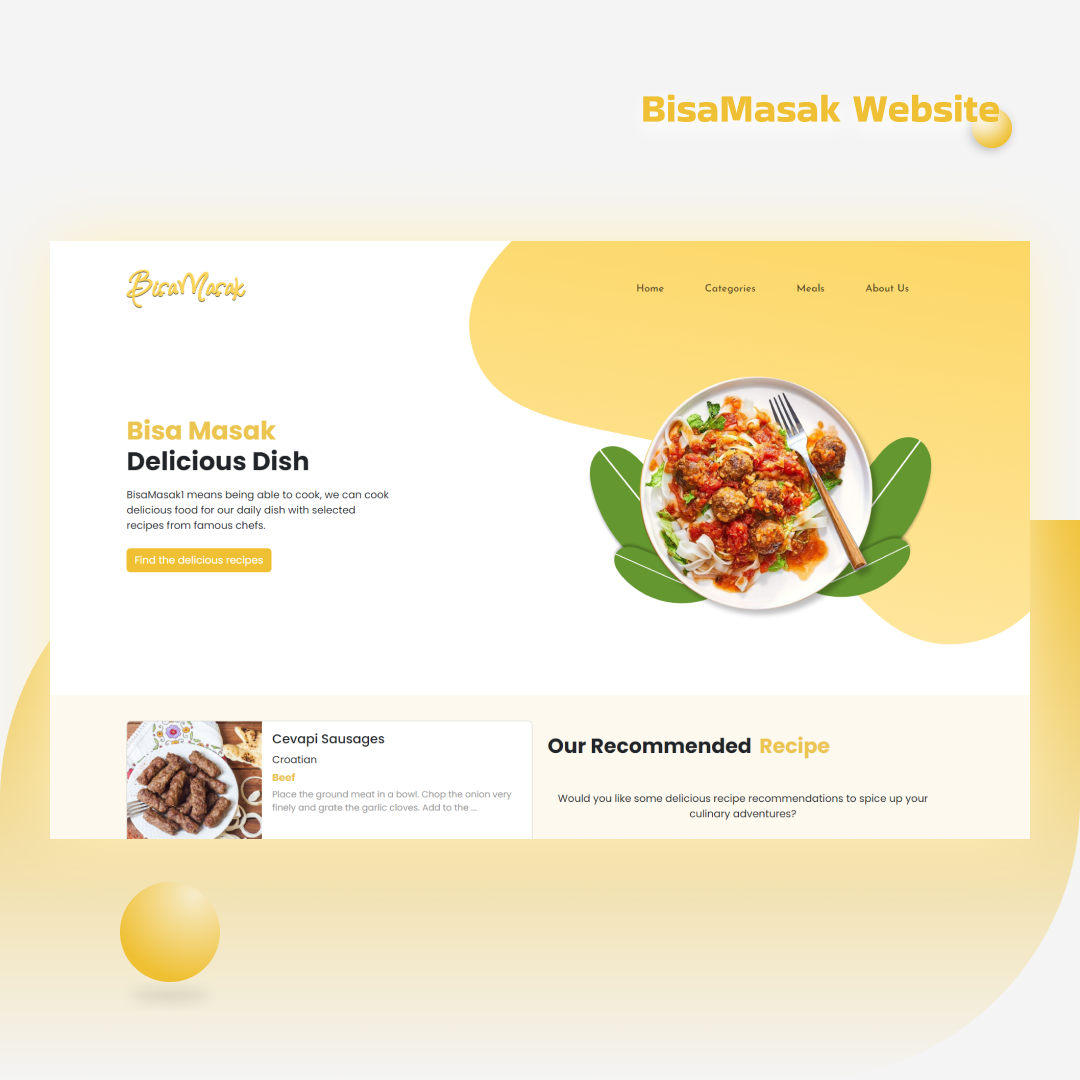 BisaMasak Website
BisaMasak
Home Categories Meals About Us
Bisa Masak
Delicious Dish
BisaMasak1 means being able to cook, we can cook
delicious food for our daily dish with selected
recipes from famous chefs.
Find the delicious recipes
Cevapi Sausages
Croatian
Beef
Place the ground meat in a bowl. Chop the onion very
finely and grate the garlic cloves. Add to the ...
Our Recommended Recipe
Would you like some delicious recipe recommendations to spice up your
culinary adventures?